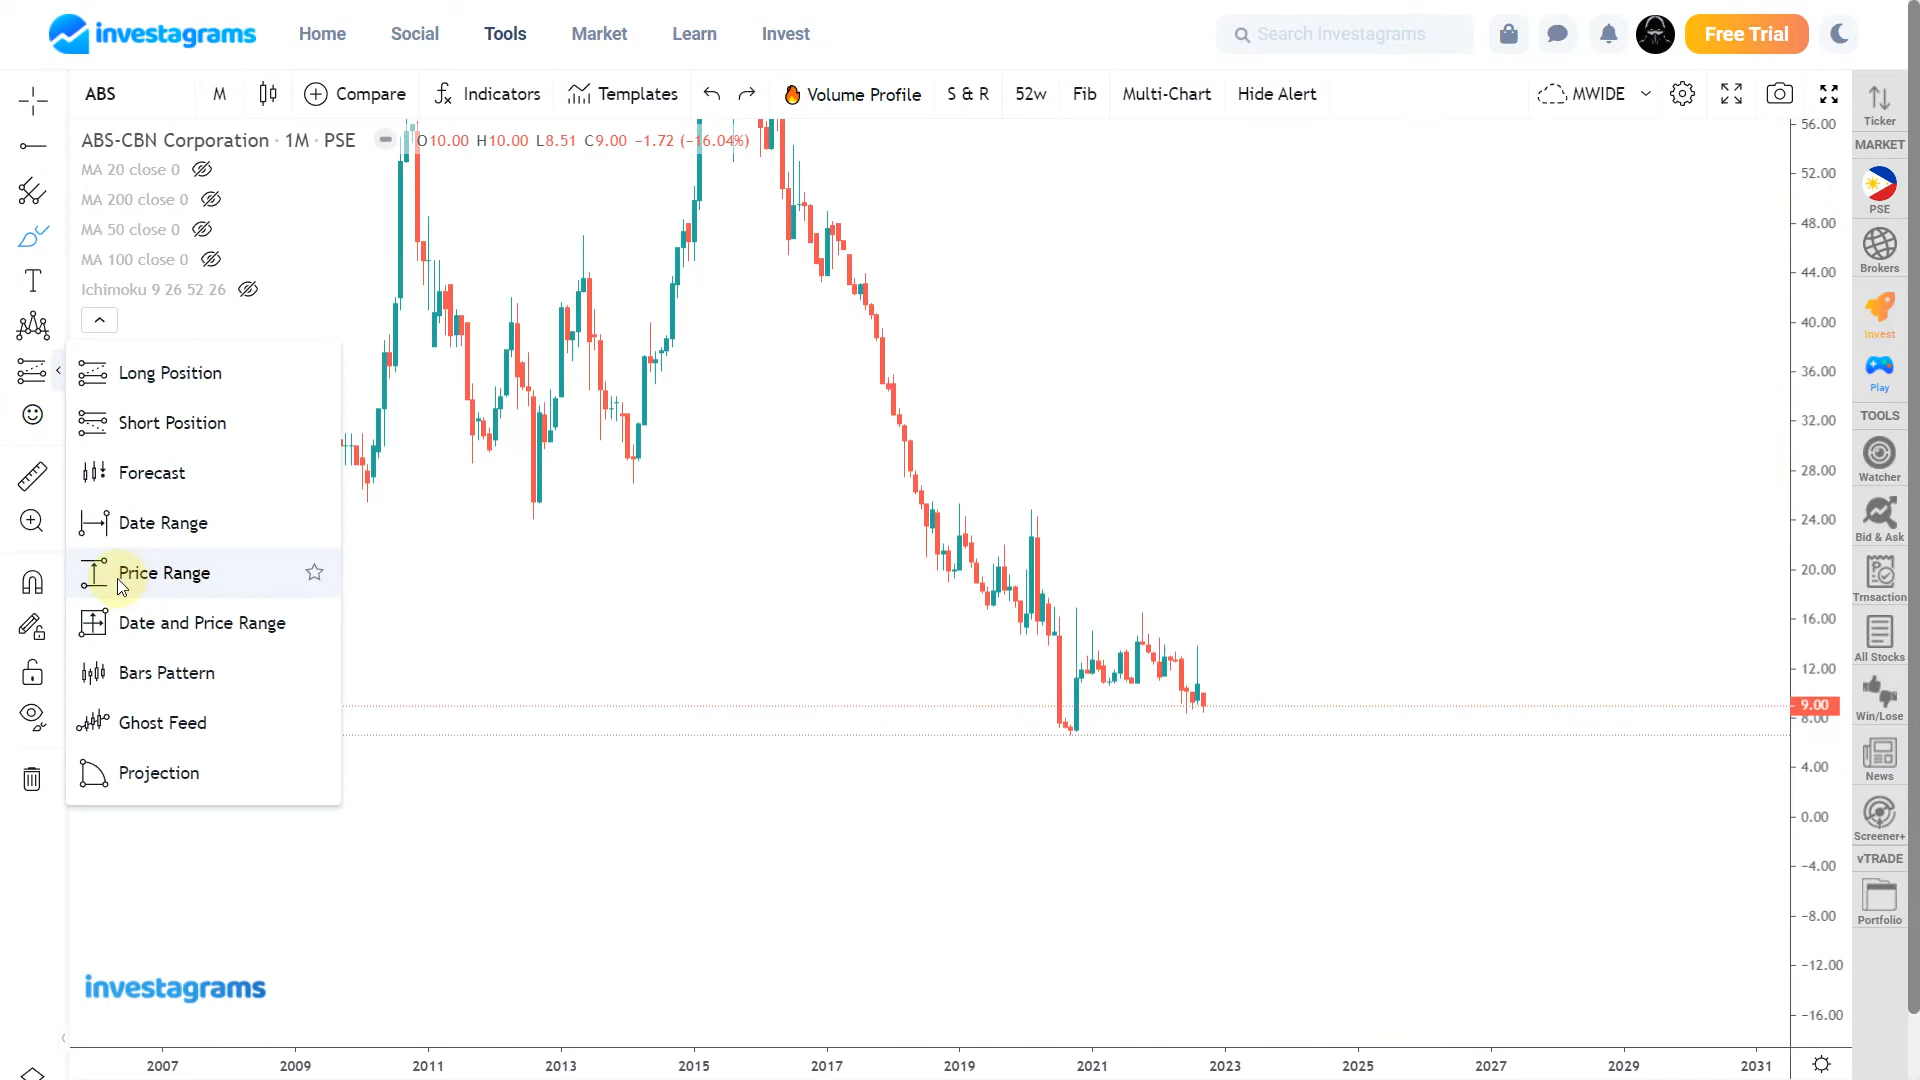 investagrams
Home
Social
Tools
Market
Learn
Invest
Search Investagrams
Free Trial
ABS
M
Compare
Indicators
Templates
Volume Profile
S & R
52w
Fib
Multi-Chart
Hide Alert
MWIDE
ABS-CBN Corporation · 1M · PSE
O10.00 H10.00 L8.51 C9.00 −1.72 (−16.04%)
MA 20 close 0
MA 200 close 0
MA 50 close 0
MA 100 close 0
Ichimoku 9 26 52 26
Long Position
Short Position
Forecast
Date Range
Price Range
Date and Price Range
Bars Pattern
Ghost Feed
Projection
56.00
52.00
48.00
44.00
40.00
36.00
32.00
28.00
24.00
20.00
16.00
12.00
9.00
8.00
4.00
0.00
−4.00
−8.00
−12.00
−16.00
investagrams
2007
2009
2011
2013
2015
2017
2019
2021
2023
2025
2027
2029
2031
Ticker
MARKET
PSE
Brokers
Invest
Play
TOOLS
Watcher
Bid & Ask
Trnsaction
All Stocks
Win/Lose
News
Screener+
vTRADE
Portfolio